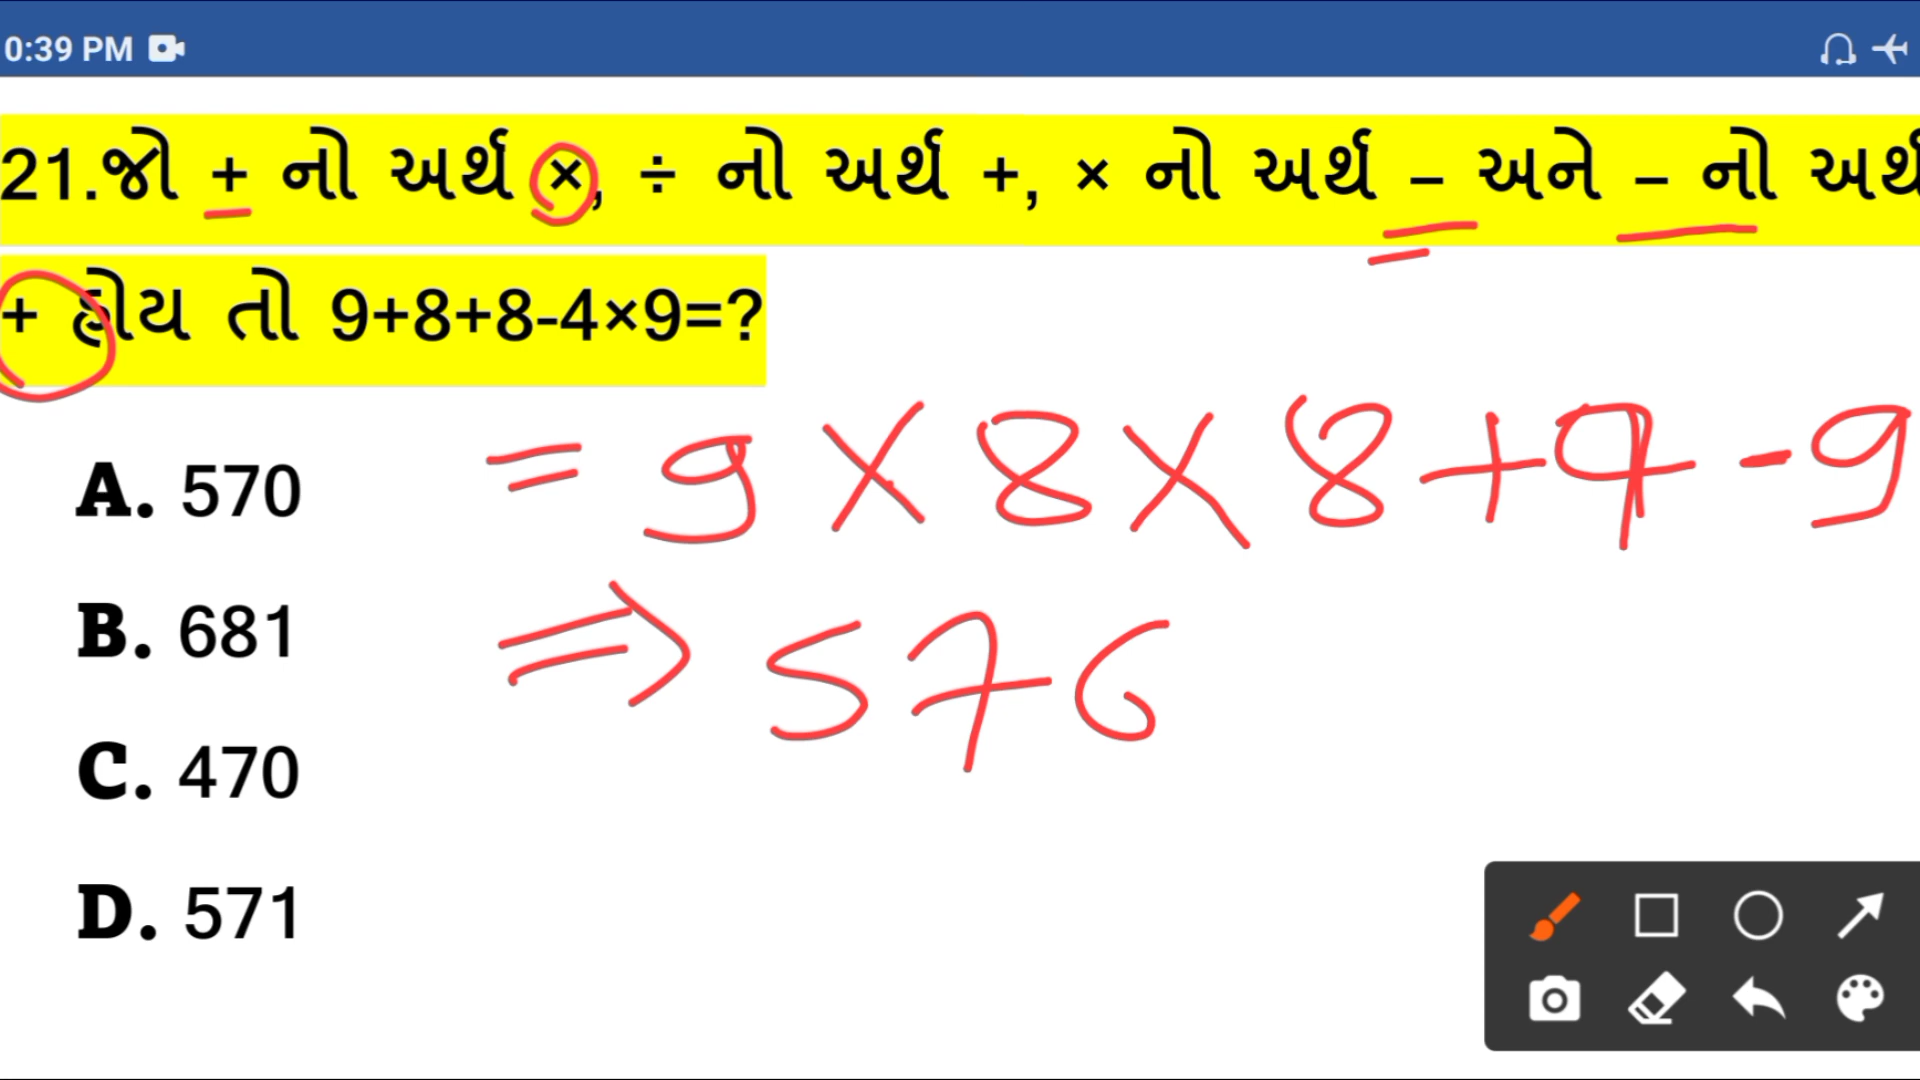 0:39 PM
21.જો + નો અર્થ ×, ÷ નો અર્થ +, × નો અર્થ – અને – નો અર્થ
+ હોય તો 9+8+8-4×9=?
= 9 × 8 × 8 + 4 - 9
A. 570
⇒ 576
B. 681
C. 470
D. 571